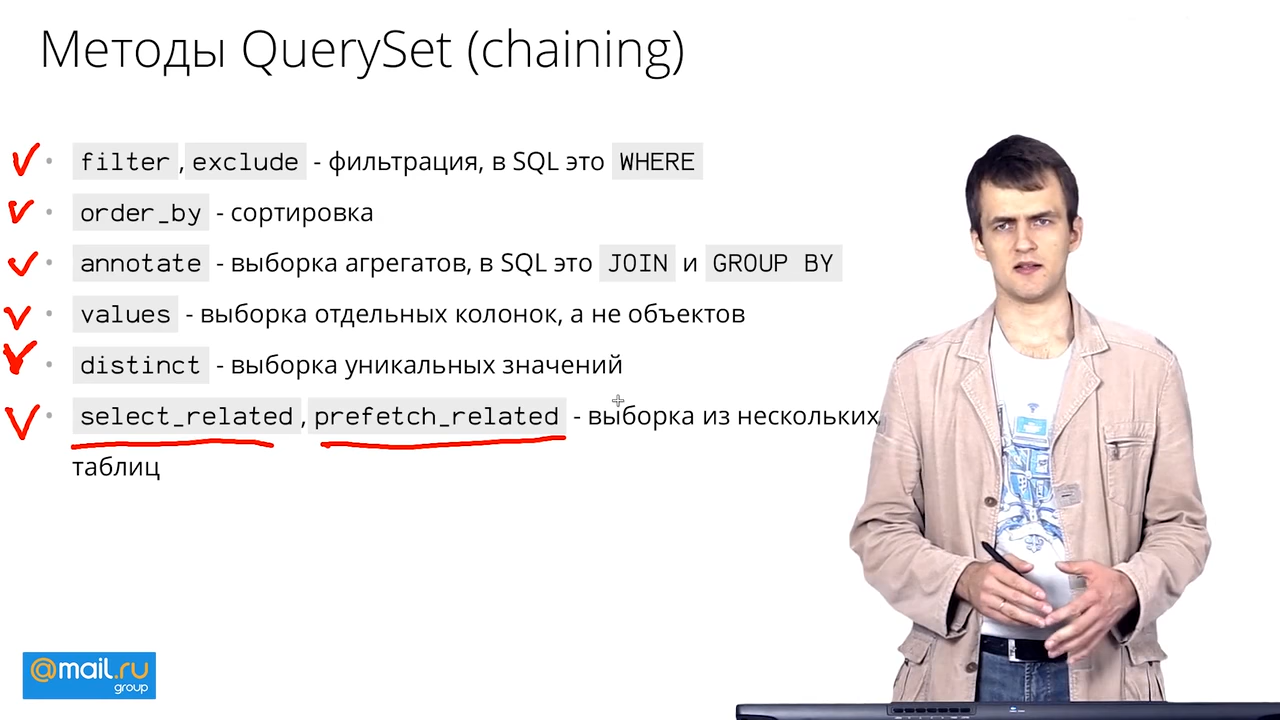 Методы QuerySet (chaining)
filter, exclude - фильтрация, в SQL это WHERE
order_by - сортировка
annotate - выборка агрегатов, в SQL это JOIN и GROUP BY
values - выборка отдельных колонок, а не объектов
distinct - выборка уникальных значений
select_related, prefetch_related - выборка из нескольких
таблиц
@mail.ru
group